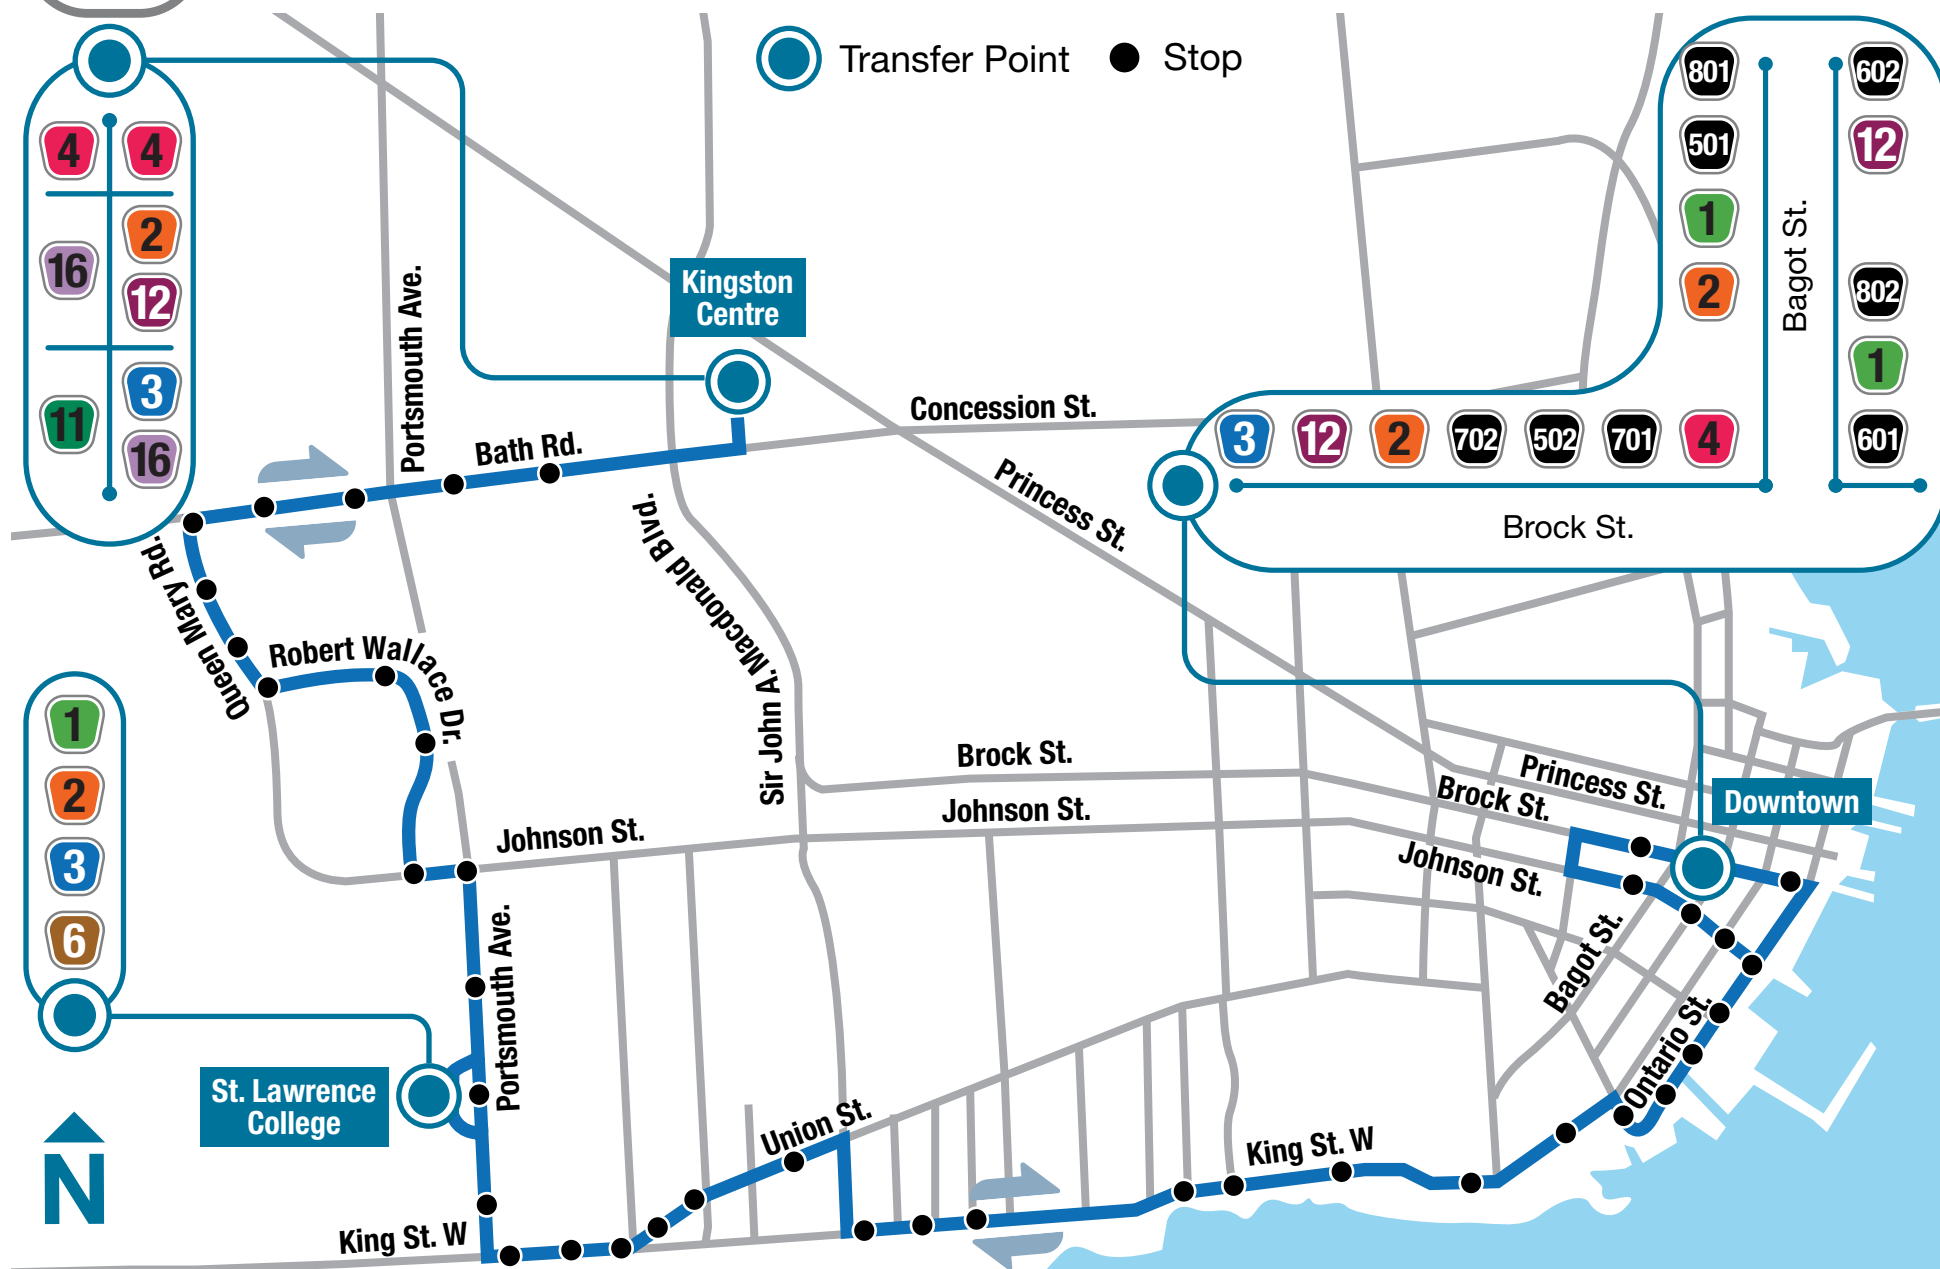 Transfer Point
Stop
4
4
16
2
12
11
3
16
801
501
1
2
Bagot St.
602
12
802
1
601
3
12
2
702
502
701
4
Brock St.
Kingston
Centre
Portsmouth Ave.
Bath Rd.
Concession St.
Princess St.
Sir John A. Macdonald Blvd.
Queen Mary Rd.
Robert Wallace Dr.
1
2
3
6
Brock St.
Johnson St.
Johnson St.
Princess St.
Brock St.
Johnson St.
Downtown
Bagot St.
Ontario St.
Portsmouth Ave.
St. Lawrence
College
Union St.
King St. W
King St. W
N